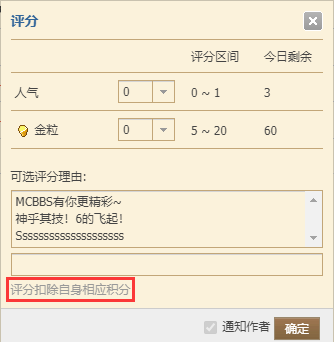 评分
评分区间 今日剩余
人气 0 0 ~ 1 3
金粒 0 5 ~ 20 60
可选评分理由:
MCBBS有你更精彩~
神乎其技！6的飞起！
Ssssssssssssssssssss
评分扣除自身相应积分
通知作者 确定